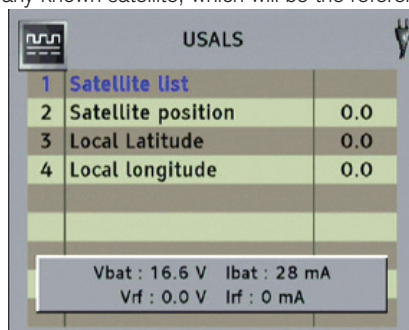 any known satellite, which will be the referen
USALS
1 Satellite list
2 Satellite position 0.0
3 Local Latitude 0.0
4 Local longitude 0.0
Vbat : 16.6 V Ibat : 28 mA
Vrf : 0.0 V Irf : 0 mA